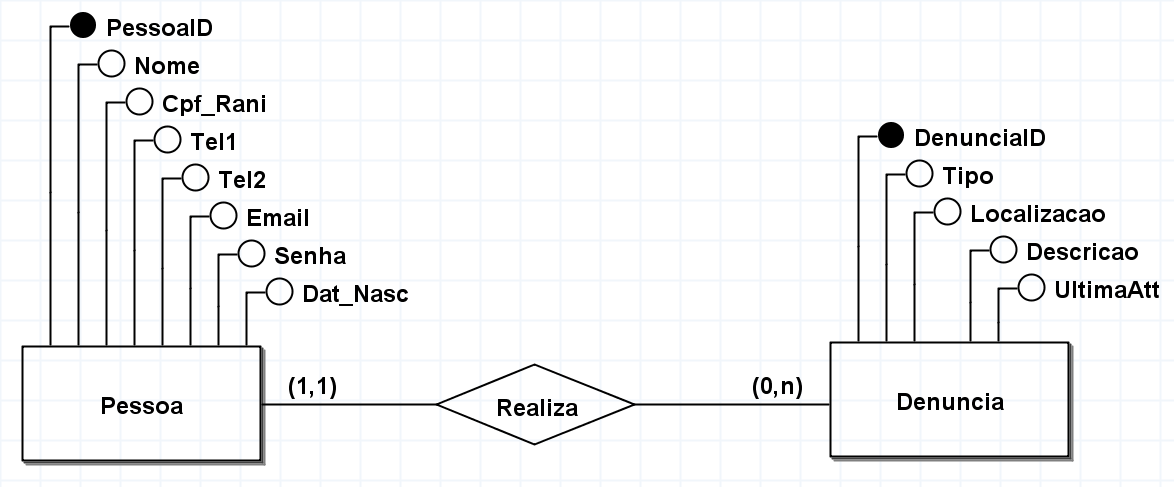 PessoaID
Nome
Cpf_Rani
Tel1
Tel2
Email
Senha
Dat_Nasc
Pessoa
(1,1)
Realiza
(0,n)
DenunciaID
Tipo
Localizacao
Descricao
UltimaAtt
Denuncia